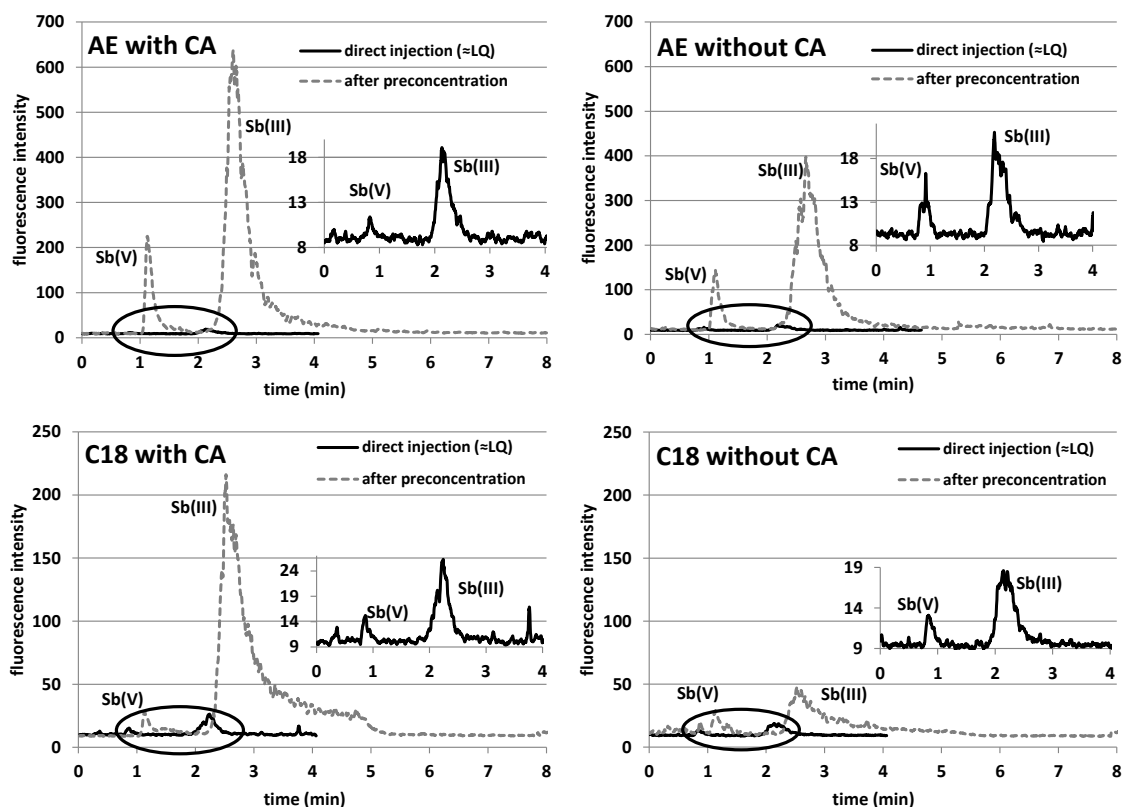 AE with CA
direct injection (≈LQ)
after preconcentration
fluorescence intensity
700
600
500
400
300
200
100
0
Sb(V)
Sb(III)
18
13
8
Sb(V)
Sb(III)
0 1 2 3 4
0 1 2 3 4 5 6 7 8
time (min)
AE without CA
direct injection (≈LQ)
after preconcentration
fluorescence intensity
700
600
500
400
300
200
100
0
Sb(V)
Sb(III)
18
13
8
Sb(V)
Sb(III)
0 1 2 3 4
0 1 2 3 4 5 6 7 8
time (min)
C18 with CA
direct injection (≈LQ)
after preconcentration
fluorescence intensity
250
200
150
100
50
0
Sb(V)
Sb(III)
24
19
14
9
Sb(V)
Sb(III)
0 1 2 3 4
0 1 2 3 4 5 6 7 8
time (min)
C18 without CA
direct injection (≈LQ)
after preconcentration
fluorescence intensity
250
200
150
100
50
0
Sb(V)
Sb(III)
19
14
9
Sb(V)
Sb(III)
0 1 2 3 4
0 1 2 3 4 5 6 7 8
time (min)